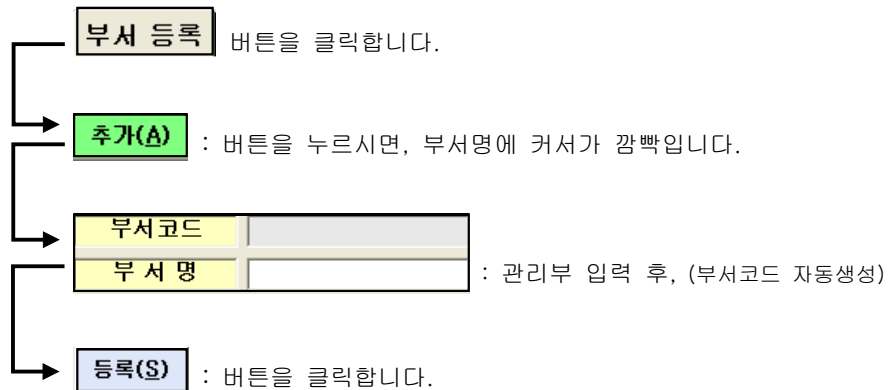 부서 등록 버튼을 클릭합니다.
추가(A) : 버튼을 누르시면, 부서명에 커서가 깜빡입니다.
부서코드
부 서 명 : 관리부 입력 후, (부서코드 자동생성)
등록(S) : 버튼을 클릭합니다.